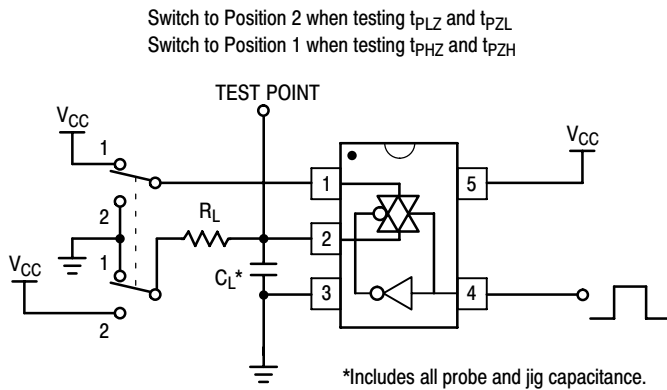 Switch to Position 2 when testing tPLZ and tPZL
Switch to Position 1 when testing tPHZ and tPZH
TEST POINT
VCC
VCC
1
1
5
2
RL
2
1
VCC
CL*
3
4
2
*Includes all probe and jig capacitance.